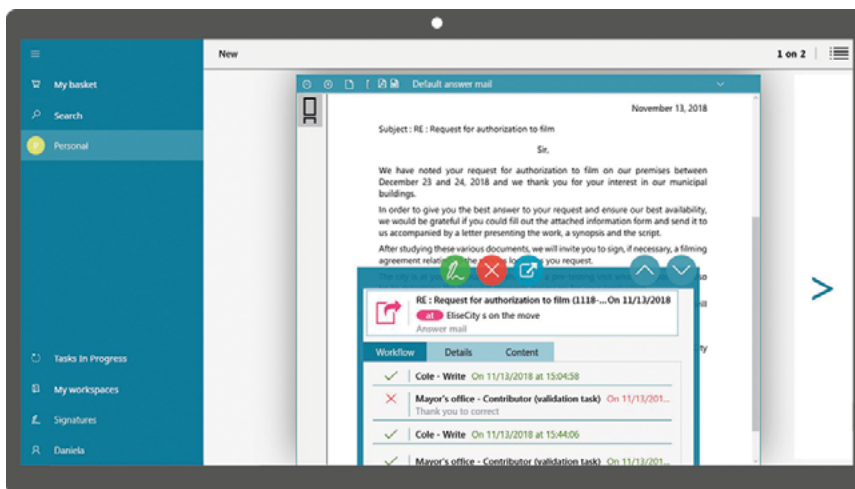 New
1 on 2
My basket
Search
P
Personal
Tasks In Progress
My workspaces
Signatures
Daniela
Default answer mail
November 13, 2018
Subject : RE : Request for authorization to film
Sir,
We have noted your request for authorization to film on our premises between
December 23 and 24, 2018 and we thank you for your interest in our municipal
buildings.
In order to give you the best answer to your request and ensure our best availability,
we would be grateful if you could fill out the attached information form and send it to
us accompanied by a letter presenting the work, a synopsis and the script.
After studying these various documents, we will invite you to sign, if necessary, a filming
agreement the you request.
RE : Request for authorization to film (1118-... On 11/13/2018
at EliseCity s on the move
Answer mail
Workflow Details Content
Cole - Write On 11/13/2018 at 15:04:58
Mayor's office - Contributor (validation task) On 11/13/201...
Thank you to correct
Cole - Write On 11/13/2018 at 15:44:06
Mayor's office - Contributor (validation task) On 11/13/201...